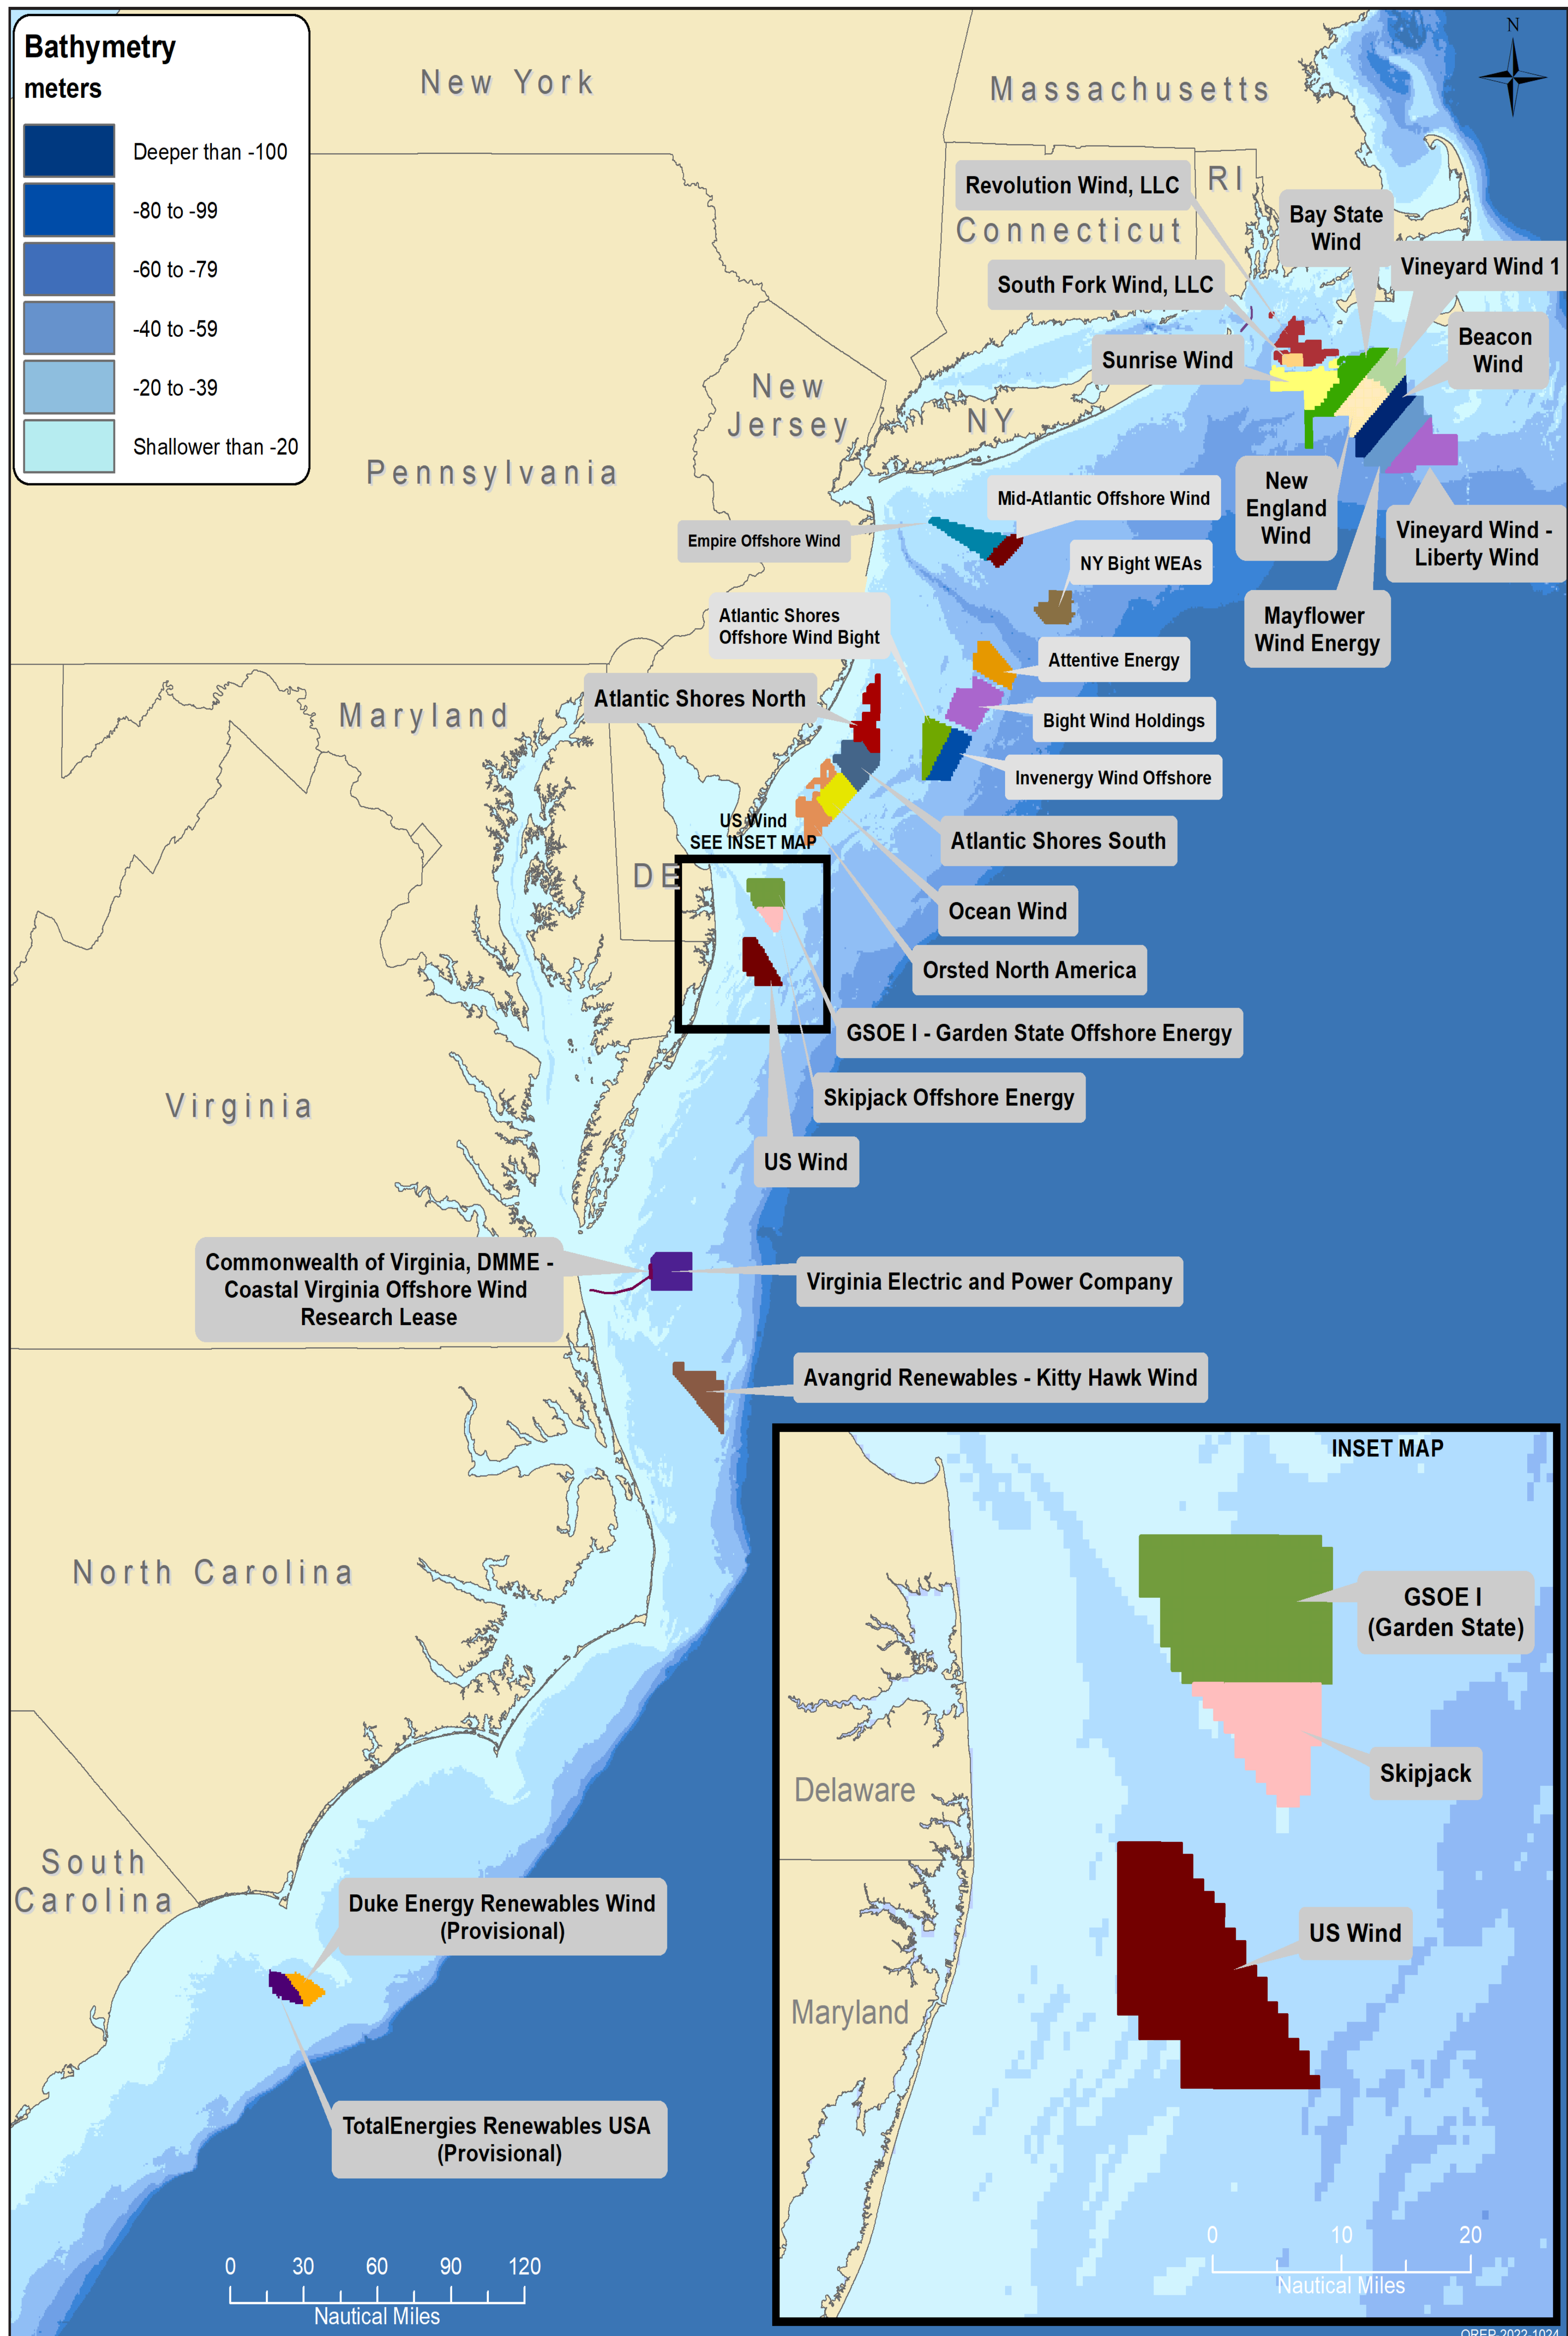 Bathymetry
meters
Deeper than -100
-80 to -99
-60 to -79
-40 to -59
-20 to -39
Shallower than -20
N
New York
Massachusetts
RI
Connecticut
Revolution Wind, LLC
Bay State
Wind
Vineyard Wind 1
South Fork Wind, LLC
Beacon
Wind
Sunrise Wind
New
Jersey
NY
Pennsylvania
New
England
Wind
Mid-Atlantic Offshore Wind
Vineyard Wind -
Liberty Wind
Empire Offshore Wind
NY Bight WEAs
Mayflower
Wind Energy
Atlantic Shores
Offshore Wind Bight
Attentive Energy
Atlantic Shores North
Maryland
Bight Wind Holdings
Invenergy Wind Offshore
US Wind
SEE INSET MAP
Atlantic Shores South
DE
Ocean Wind
Orsted North America
GSOE I - Garden State Offshore Energy
Skipjack Offshore Energy
Virginia
US Wind
Commonwealth of Virginia, DMME -
Coastal Virginia Offshore Wind
Research Lease
Virginia Electric and Power Company
Avangrid Renewables - Kitty Hawk Wind
North Carolina
South
Carolina
Duke Energy Renewables Wind
(Provisional)
TotalEnergies Renewables USA
(Provisional)
0 30 60 90 120
Nautical Miles
INSET MAP
GSOE I
(Garden State)
Skipjack
Delaware
US Wind
Maryland
0 10 20
Nautical Miles
OREP-2022-1024